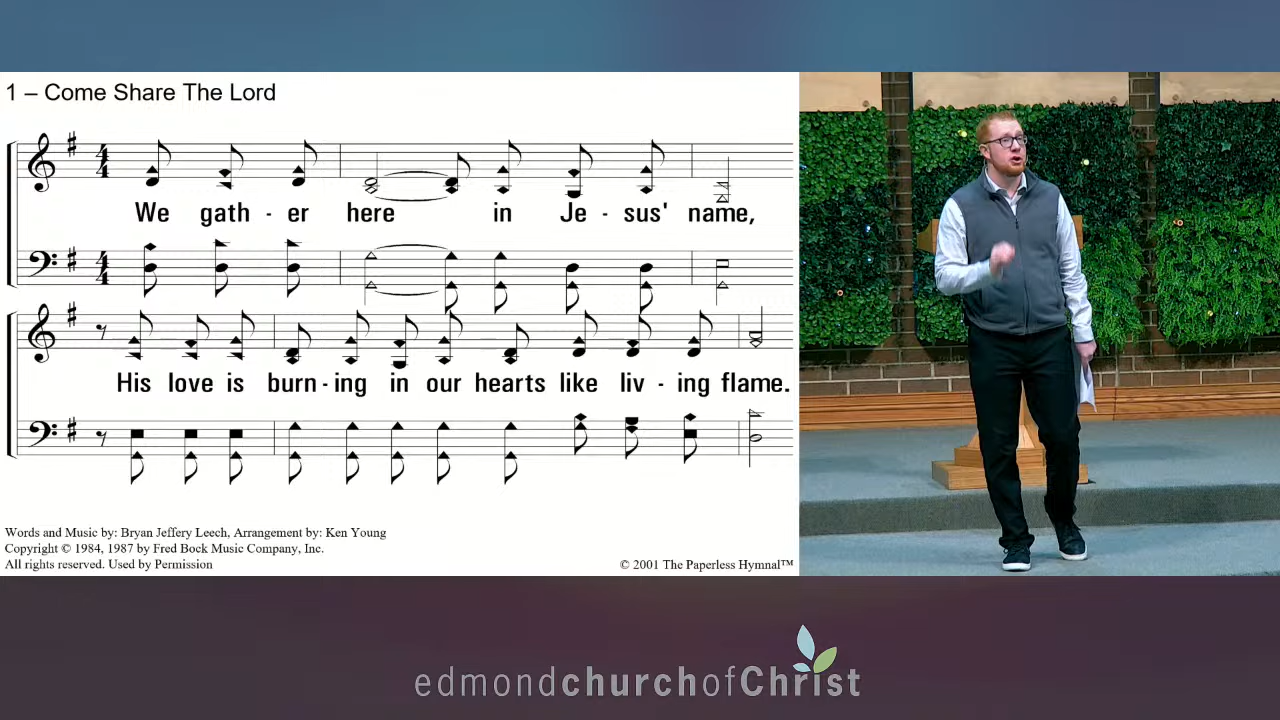 1 – Come Share The Lord
We gath - er here in Je - sus' name,
His love is burn - ing in our hearts like liv - ing flame.
Words and Music by: Bryan Jeffery Leech, Arrangement by: Ken Young
Copyright © 1984, 1987 by Fred Bock Music Company, Inc.
All rights reserved. Used by Permission
© 2001 The Paperless Hymnal™
edmondchurchofChrist